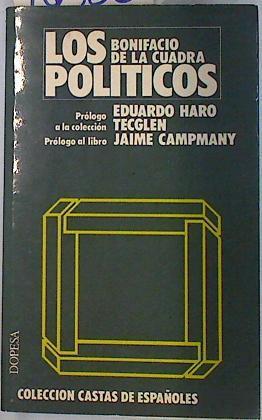 LOS BONIFACIO
DE LA CUADRA
POLITICOS
Prólogo EDUARDO HARO
a la colección TECGLEN
Prólogo al libro JAIME CAMPMANY
DOPESA
COLECCION CASTAS DE ESPAÑOLES